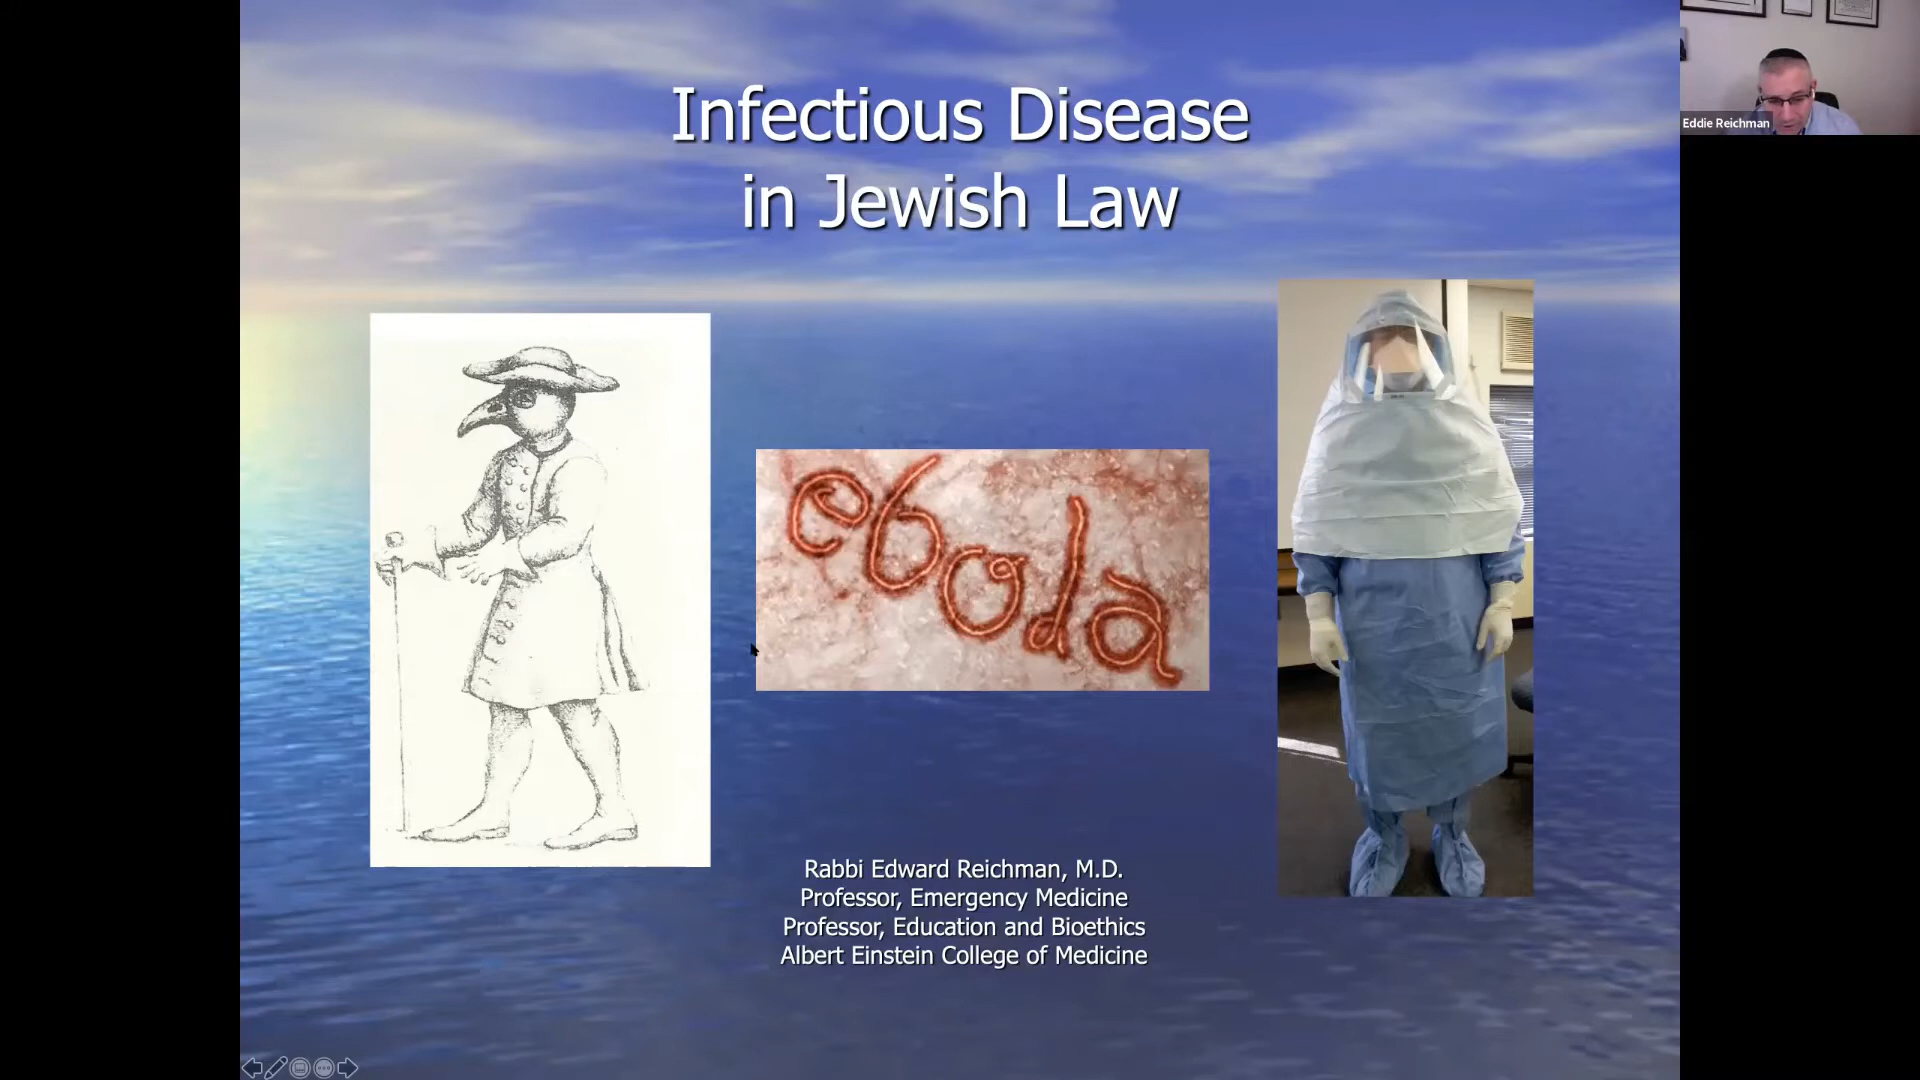 Infectious Disease
in Jewish Law
Eddie Reichman
ebola
Rabbi Edward Reichman, M.D.
Professor, Emergency Medicine
Professor, Education and Bioethics
Albert Einstein College of Medicine